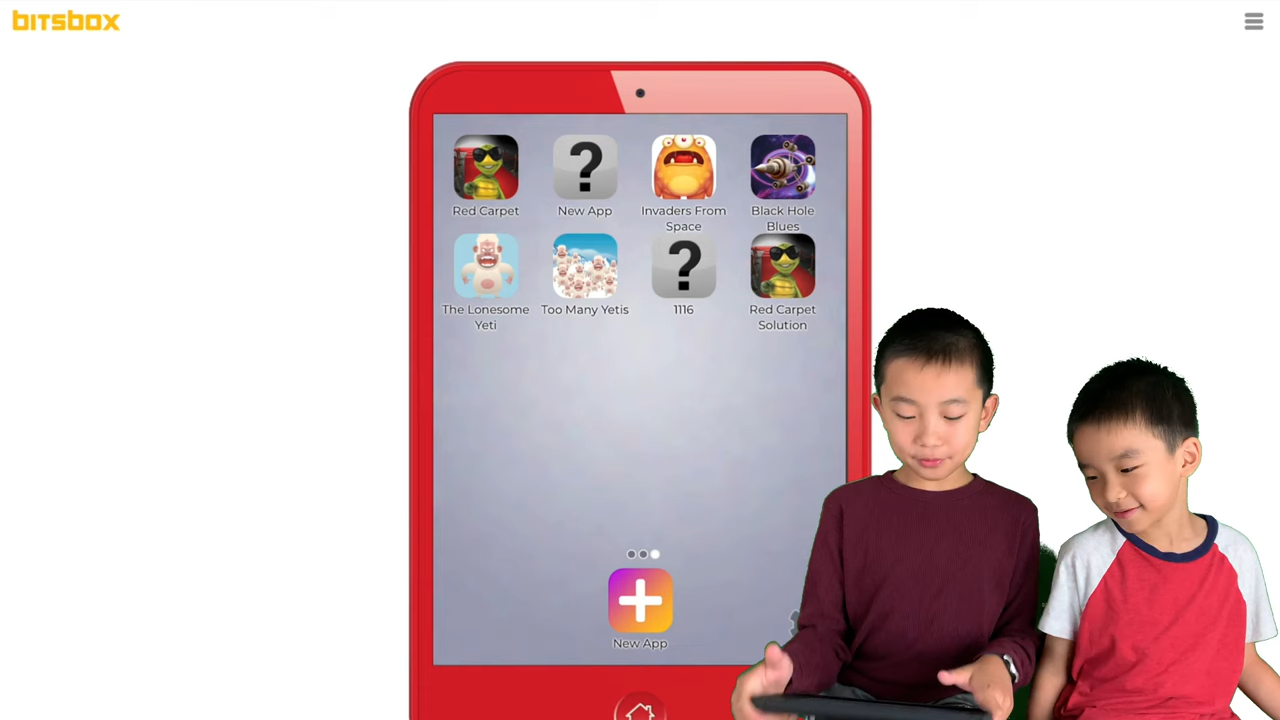 bitsbox
Red Carpet
New App
Invaders From
Space
Black Hole
Blues
The Lonesome
Yeti
Too Many Yetis
1116
Red Carpet
Solution
New App